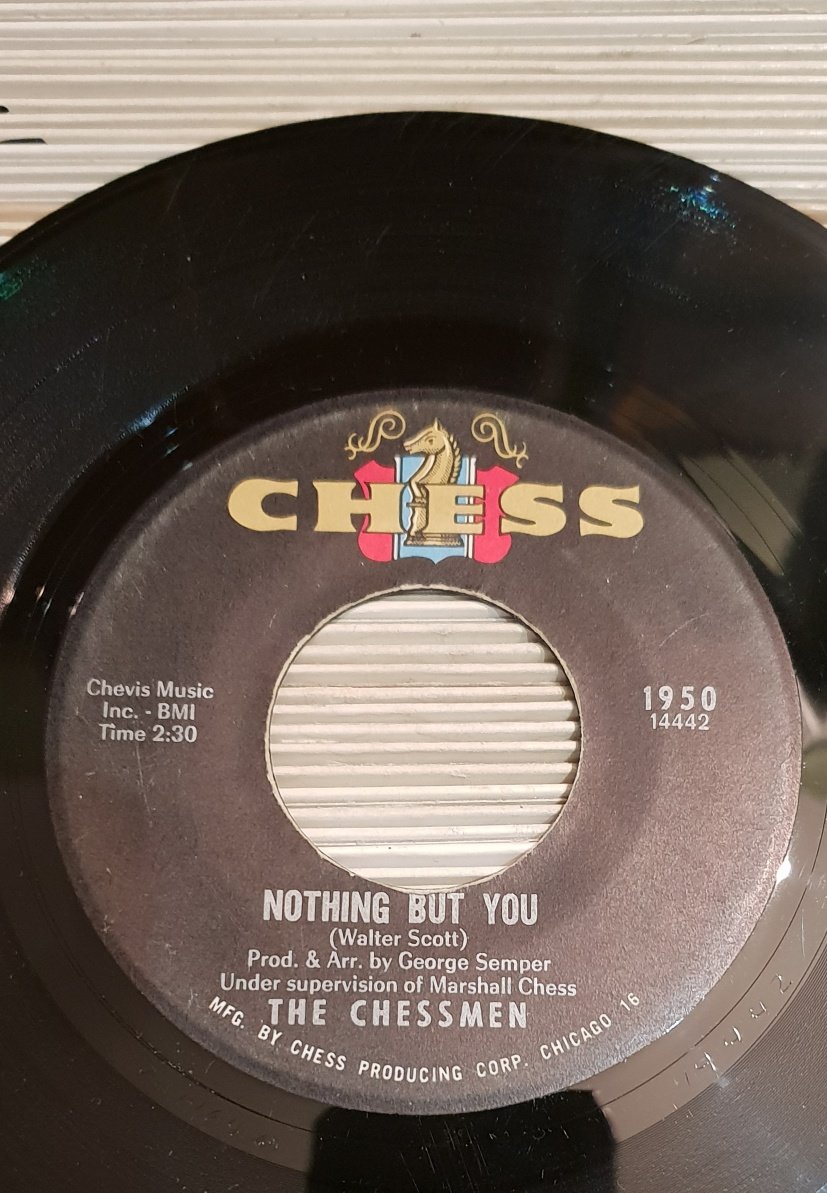 CHESS
Chevis Music
Inc. - BMI
Time 2:30
1950
14442
NOTHING BUT YOU
(Walter Scott)
Prod. & Arr. by George Semper
Under supervision of Marshall Chess
THE CHESSMEN
MFG. BY CHESS PRODUCING CORP. CHICAGO 16